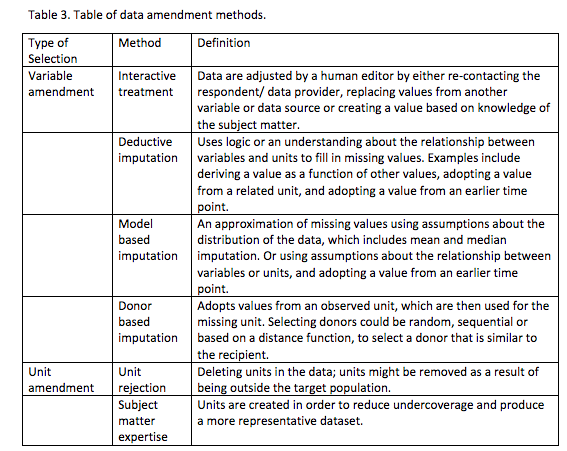 Table 3. Table of data amendment methods.
Type of Selection
Method
Definition
Variable amendment
Interactive treatment
Data are adjusted by a human editor by either re-contacting the
respondent/ data provider, replacing values from another
variable or data source or creating a value based on knowledge of
the subject matter.
Deductive imputation
Uses logic or an understanding about the relationship between
variables and units to fill in missing values. Examples include
deriving a value as a function of other values, adopting a value
from a related unit, and adopting a value from an earlier time
point.
Model based imputation
An approximation of missing values using assumptions about the
distribution of the data, which includes mean and median
imputation. Or using assumptions about the relationship between
variables or units, and adopting a value from an earlier time
point.
Donor based imputation
Adopts values from an observed unit, which are then used for the
missing unit. Selecting donors could be random, sequential or
based on a distance function, to select a donor that is similar to
the recipient.
Unit amendment
Unit rejection
Deleting units in the data; units might be removed as a result of
being outside the target population.
Subject matter expertise
Units are created in order to reduce undercoverage and produce
a more representative dataset.